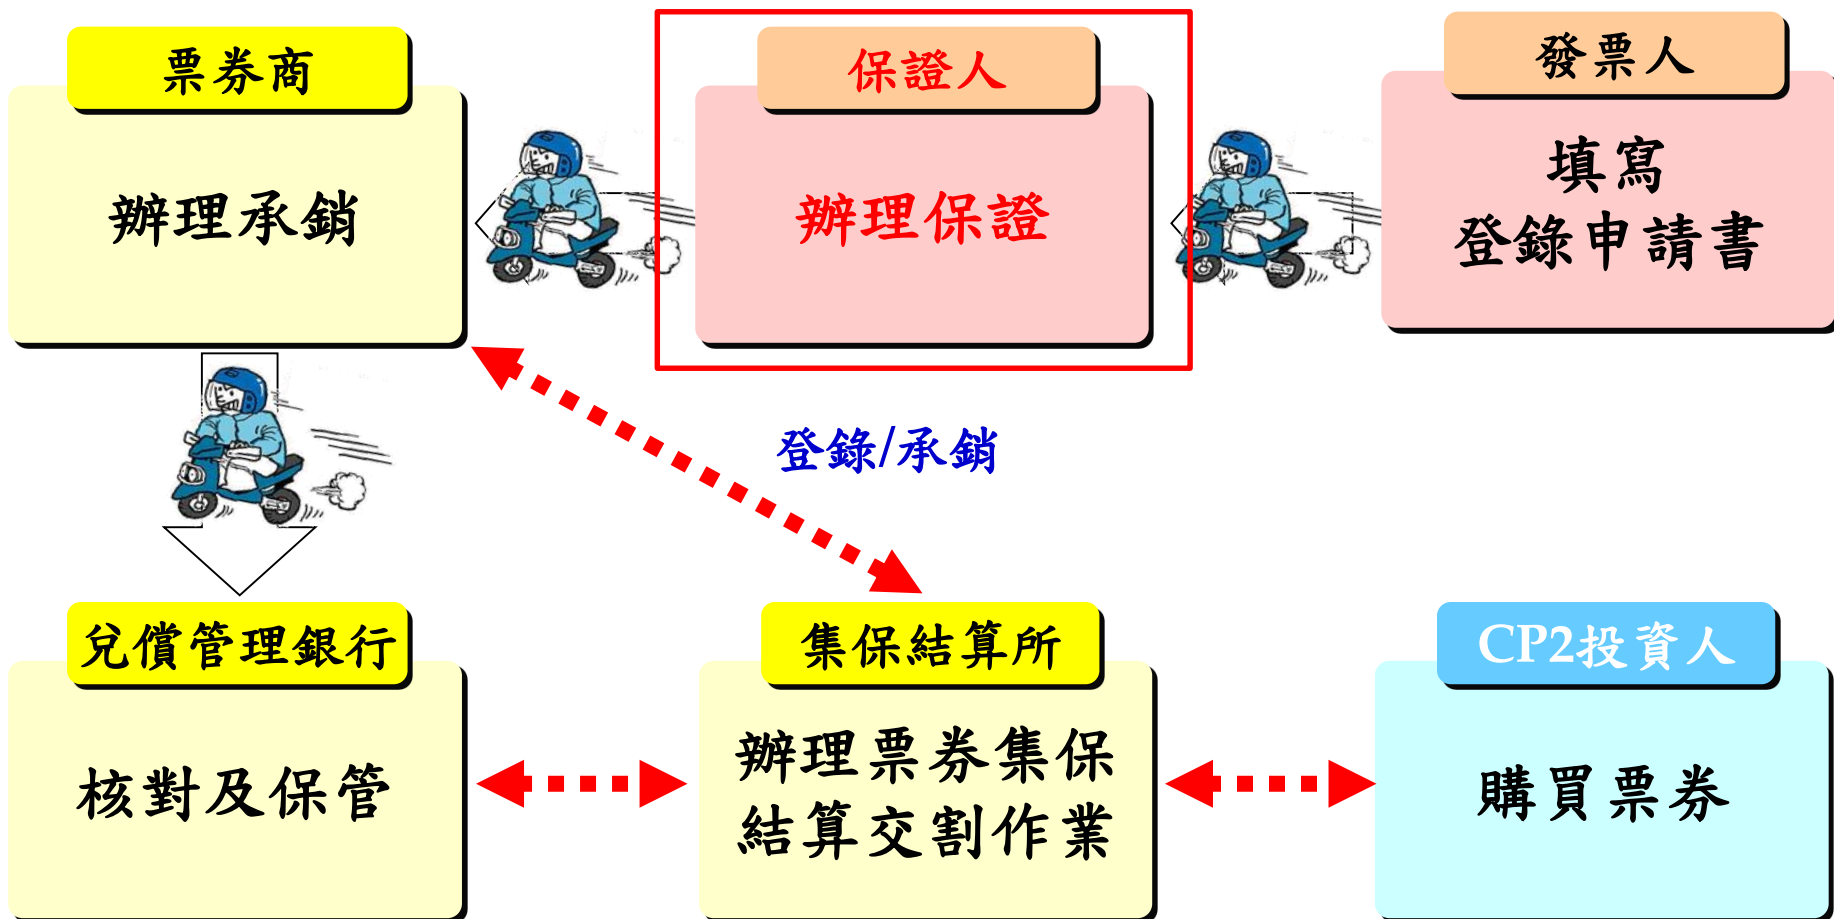 票券商
辦理承銷
保證人
辦理保證
發票人
填寫
登錄申請書
登錄/承銷
兌償管理銀行
核對及保管
集保結算所
辦理票券集保
結算交割作業
CP2投資人
購買票券